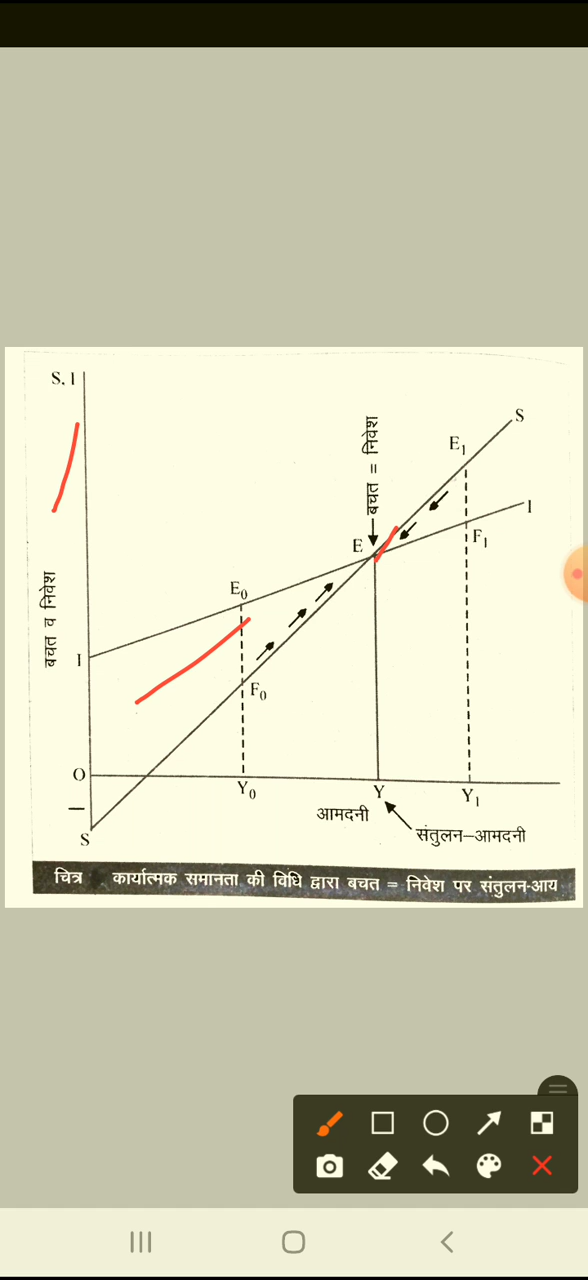 S. I
S
बचत = निवेश
E₁
I
E
F₁
E₀
बचत व निवेश
I
F₀
O
Y₀
Y
Y₁
आमदनी
—
संतुलन–आमदनी
S
चित्र कार्यात्मक समानता की विधि द्वारा बचत = निवेश पर संतुलन-आय